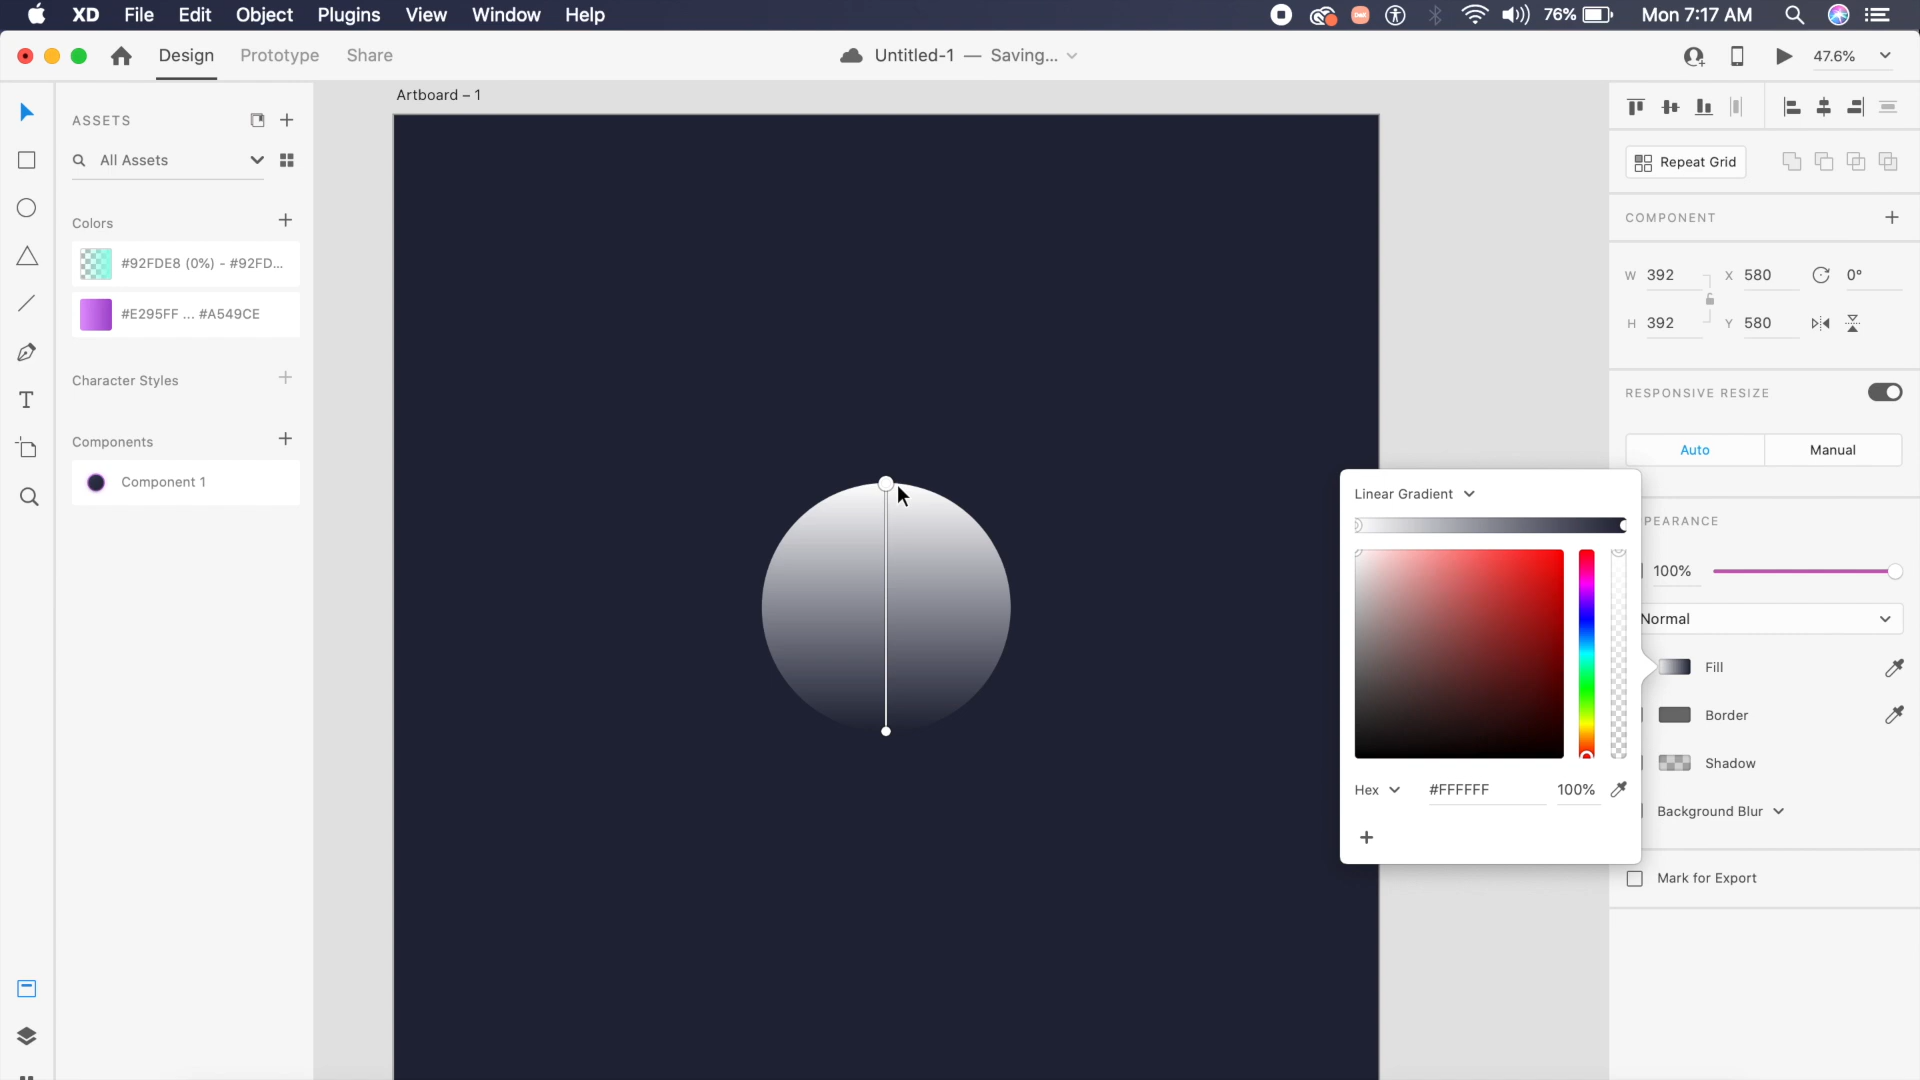 XD File Edit Object Plugins View Window Help
76% Mon 7:17 AM
Design Prototype Share
Untitled-1 — Saving...
47.6%
Artboard – 1
ASSETS
All Assets
Colors
#92FDE8 (0%) - #92FD...
#E295FF ... #A549CE
Character Styles
Components
Component 1
Repeat Grid
COMPONENT
W 392 X 580 0°
H 392 Y 580
RESPONSIVE RESIZE
Auto Manual
Linear Gradient
PEARANCE
100%
Normal
Fill
Border
Shadow
Hex #FFFFFF 100%
Background Blur
Mark for Export